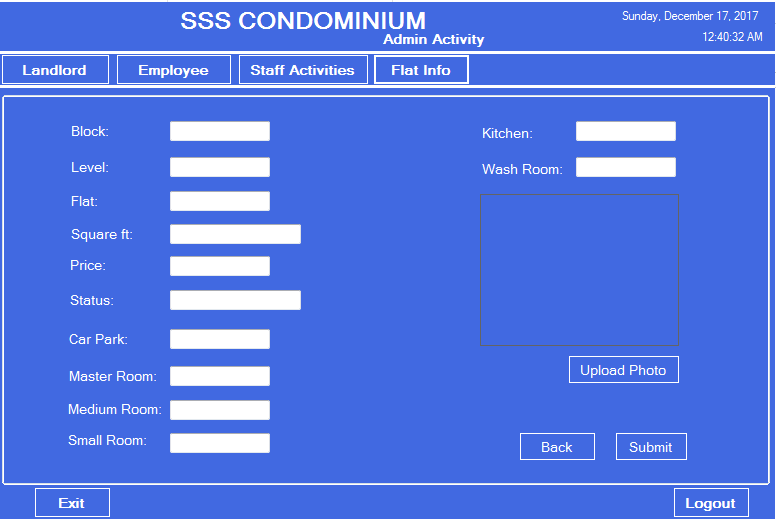 SSS CONDOMINIUM
Admin Activity
Sunday, December 17, 2017
12:40:32 AM
Landlord
Employee
Staff Activities
Flat Info
Block:
Level:
Flat:
Square ft:
Price:
Status:
Car Park:
Master Room:
Medium Room:
Small Room:
Kitchen:
Wash Room:
Upload Photo
Back
Submit
Exit
Logout